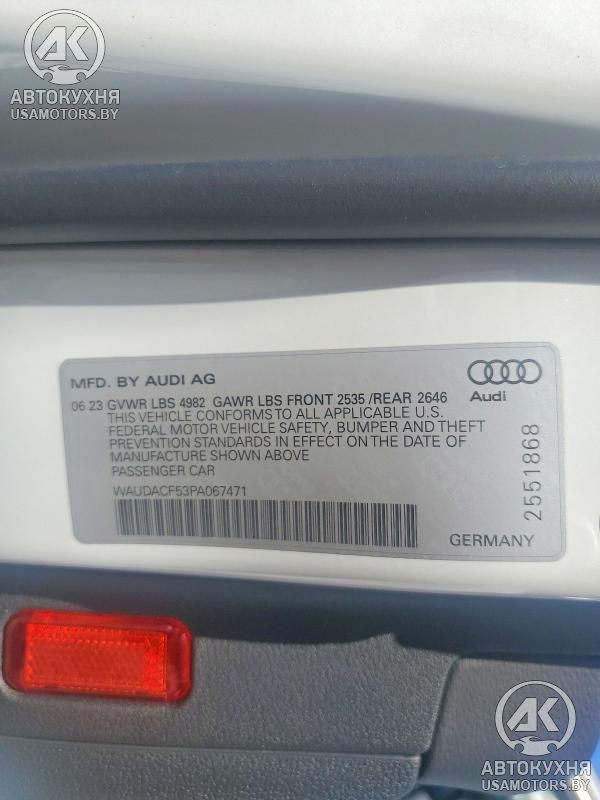 AK
АВТОКУХНЯ
USAMOTORS.BY
MFD. BY AUDI AG
06 23 GVWR LBS 4982 GAWR LBS FRONT 2535 /REAR 2646
THIS VEHICLE CONFORMS TO ALL APPLICABLE U.S.
FEDERAL MOTOR VEHICLE SAFETY, BUMPER AND THEFT
PREVENTION STANDARDS IN EFFECT ON THE DATE OF
MANUFACTURE SHOWN ABOVE
PASSENGER CAR
WAUDACF53PA067471
Audi
2551868
GERMANY
AK
АВТОКУХНЯ
USAMOTORS.BY